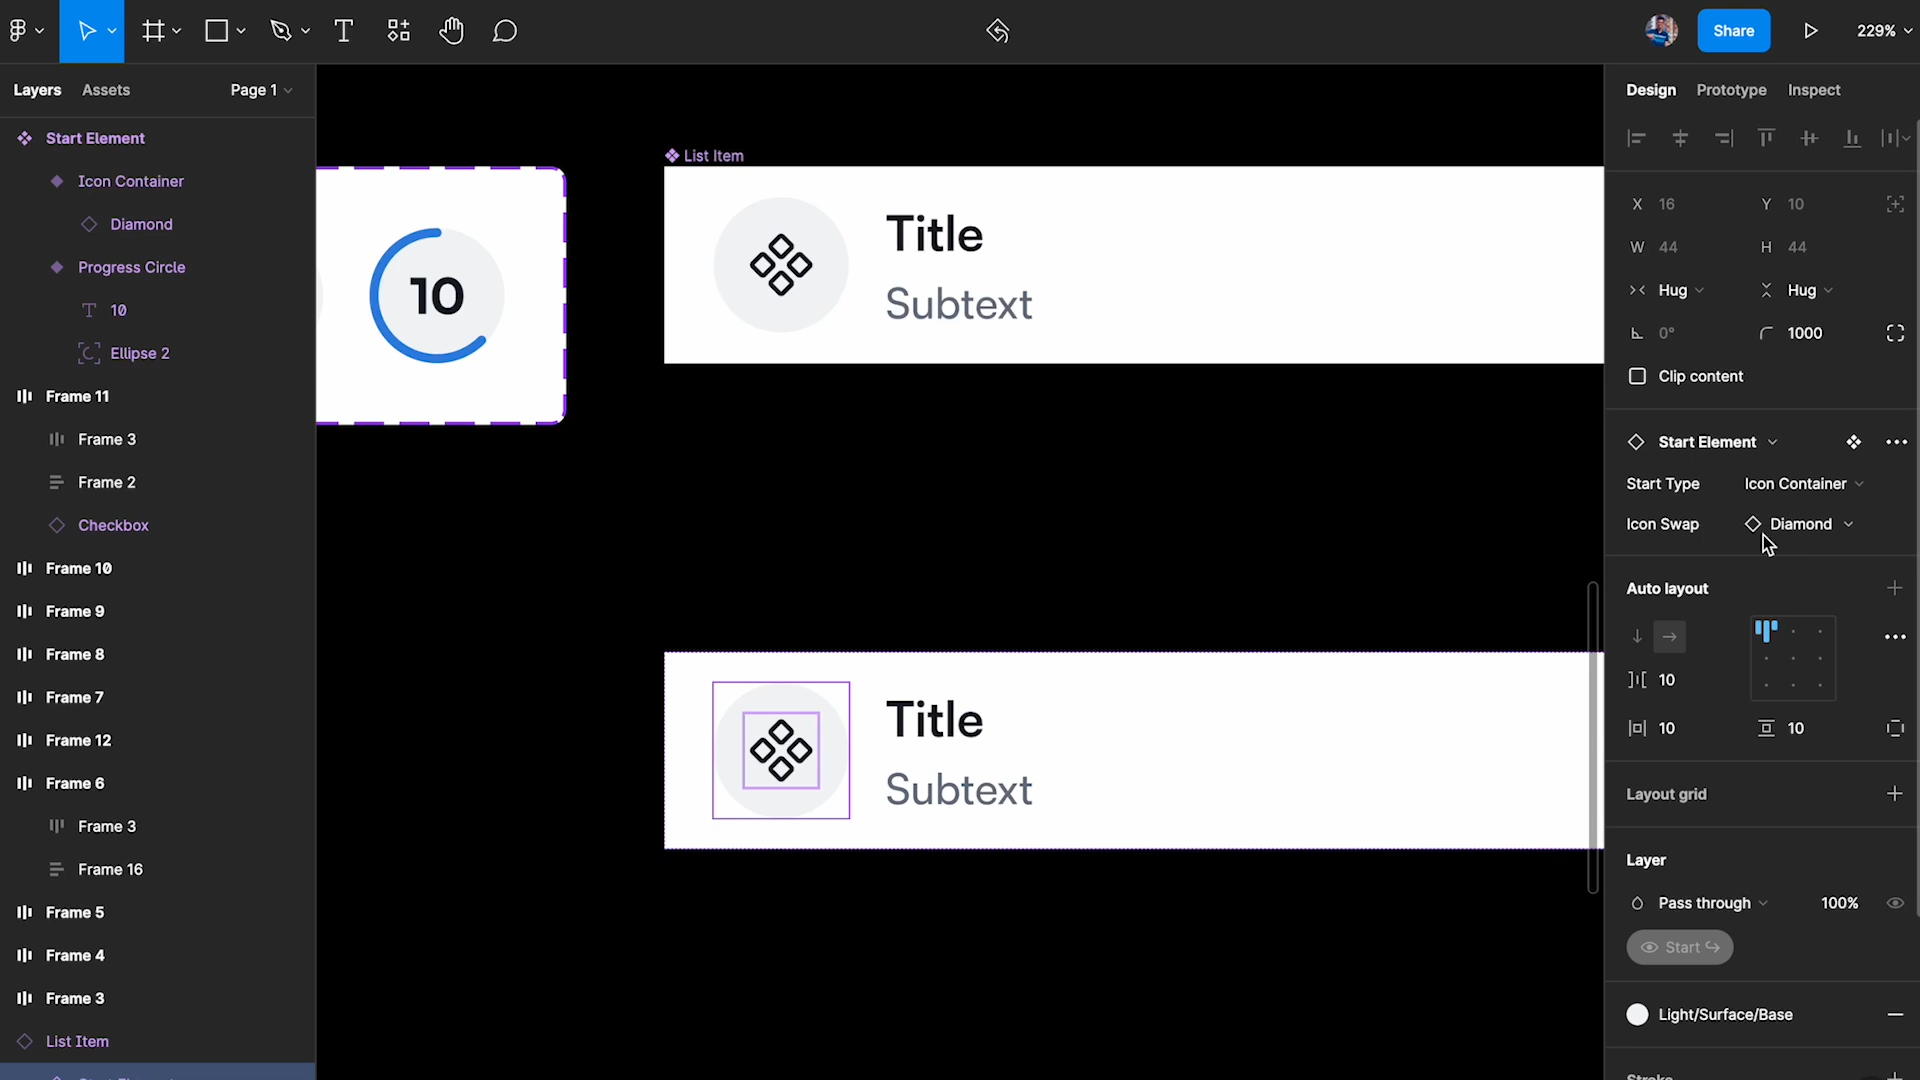 Share
229%
Layers
Assets
Page 1
Start Element
Icon Container
Diamond
Progress Circle
10
Ellipse 2
Frame 11
Frame 3
Frame 2
Checkbox
Frame 10
Frame 9
Frame 8
Frame 7
Frame 12
Frame 6
Frame 3
Frame 16
Frame 5
Frame 4
Frame 3
List Item
10
List Item
Title
Subtext
Title
Subtext
Design
Prototype
Inspect
X 16
Y 10
W 44
H 44
Hug
Hug
0°
1000
Clip content
Start Element
Start Type
Icon Container
Icon Swap
Diamond
Auto layout
10
10
10
Layout grid
Layer
Pass through
100%
Start
Light/Surface/Base